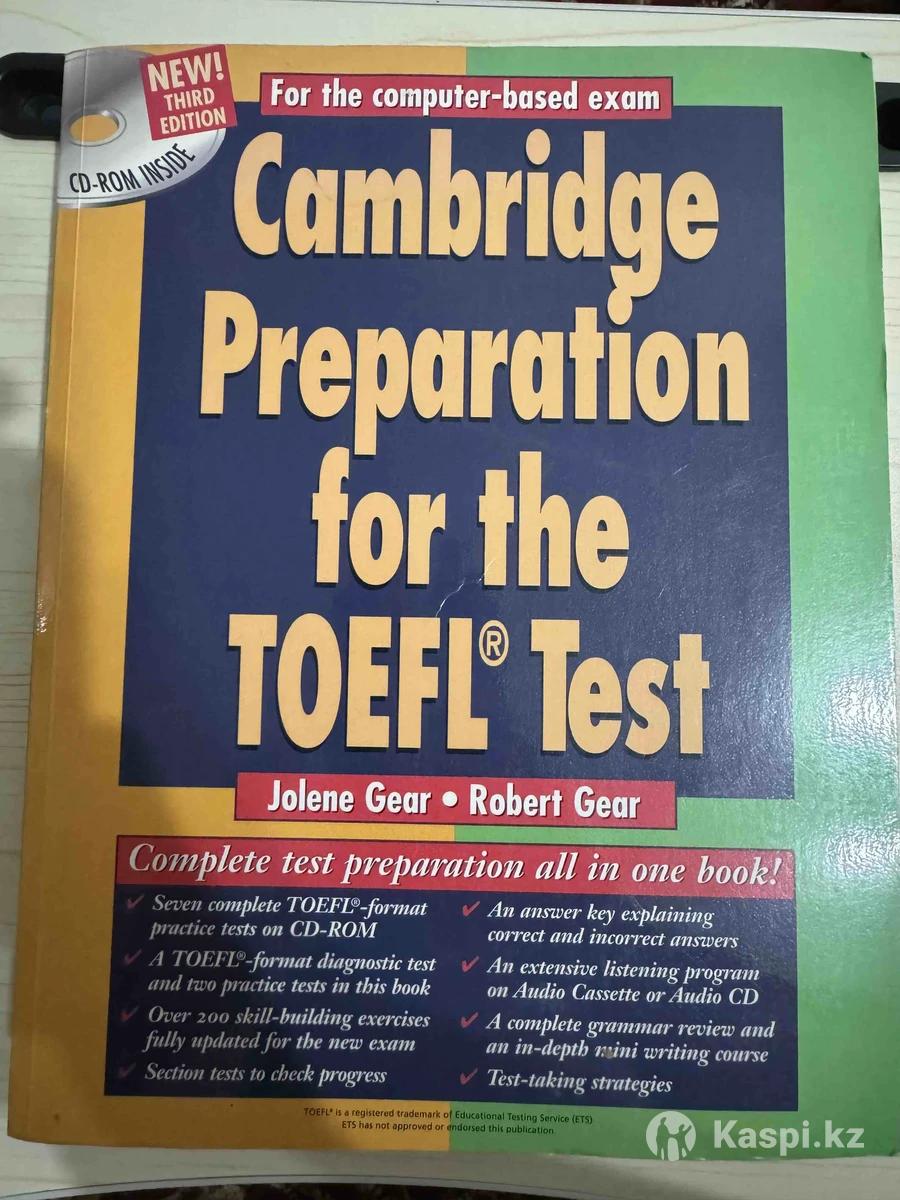 NEW!
THIRD
EDITION
CD-ROM INSIDE
For the computer-based exam
Cambridge
Preparation
for the
TOEFL® Test
Jolene Gear • Robert Gear
Complete test preparation all in one book!
✓ Seven complete TOEFL®-format
practice tests on CD-ROM
✓ A TOEFL®-format diagnostic test
and two practice tests in this book
✓ Over 200 skill-building exercises
fully updated for the new exam
✓ Section tests to check progress
✓ An answer key explaining
correct and incorrect answers
✓ An extensive listening program
on Audio Cassette or Audio CD
✓ A complete grammar review and
an in-depth mini writing course
✓ Test-taking strategies
TOEFL® is a registered trademark of Educational Testing Service (ETS)
ETS has not approved or endorsed this publication.
Kaspi.kz